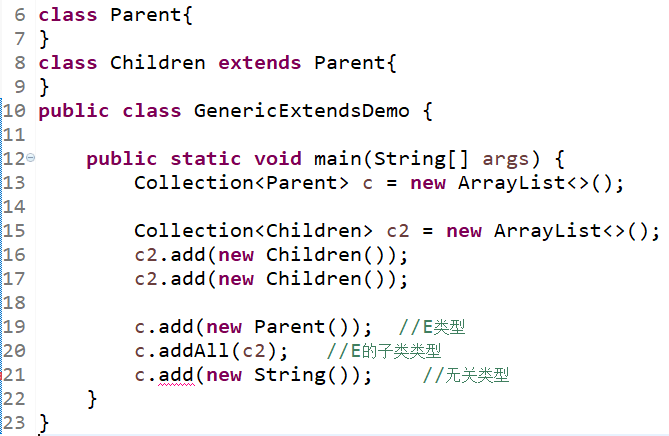 6 class Parent{
7 }
8 class Children extends Parent{
9 }
10 public class GenericExtendsDemo {
11
12 public static void main(String[] args) {
13 Collection<Parent> c = new ArrayList<>();
14
15 Collection<Children> c2 = new ArrayList<>();
16 c2.add(new Children());
17 c2.add(new Children());
18
19 c.add(new Parent()); //E类型
20 c.addAll(c2); //E的子类类型
21 c.add(new String()); //无关类型
22 }
23 }